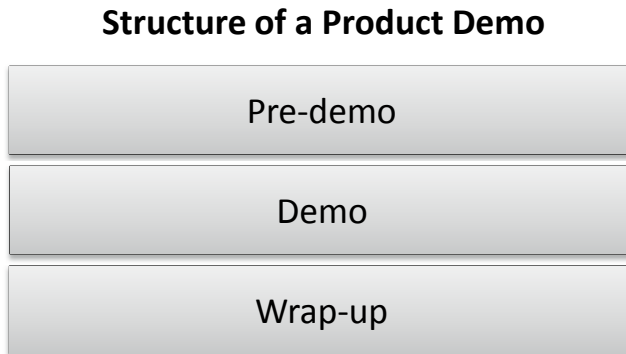 Structure of a Product Demo
Pre-demo
Demo
Wrap-up